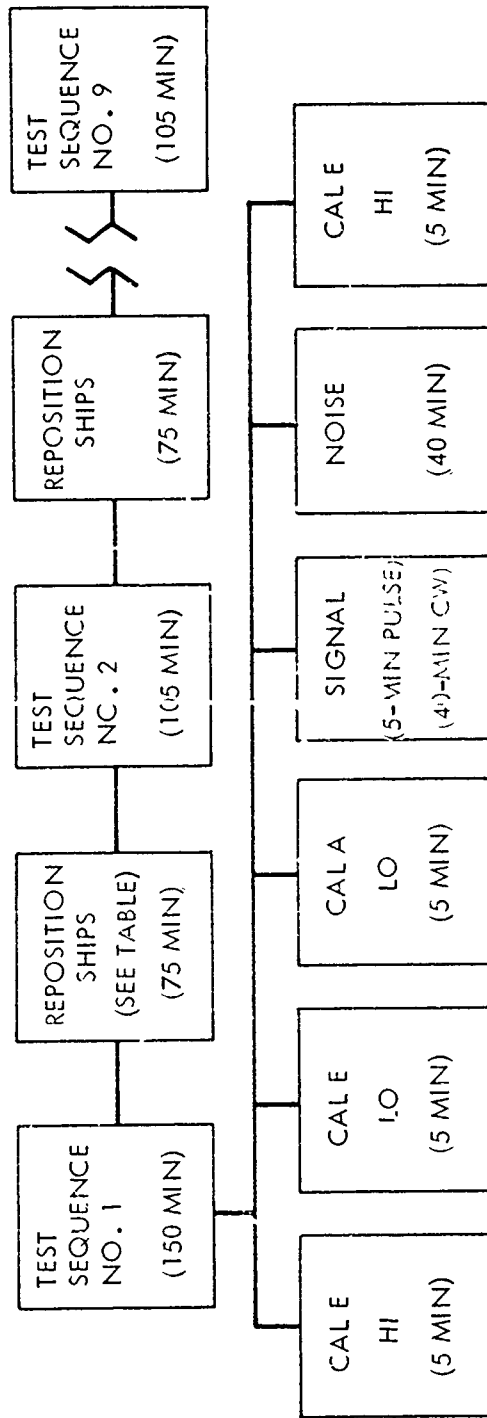 TEST
SEQUENCE
NO. 1
(150 MIN)
REPOSITION
SHIPS
(SEE TABLE)
(75 MIN)
TEST
SEQUENCE
NO. 2
(105 MIN)
REPOSITION
SHIPS
(75 MIN)
TEST
SEQUENCE
NO. 9
(105 MIN)
CAL E
HI
(5 MIN)
CAL E
LO
(5 MIN)
CAL A
LO
(5 MIN)
SIGNAL
(5-MIN PULSE)
(40-MIN CW)
NOISE
(40 MIN)
CAL E
HI
(5 MIN)